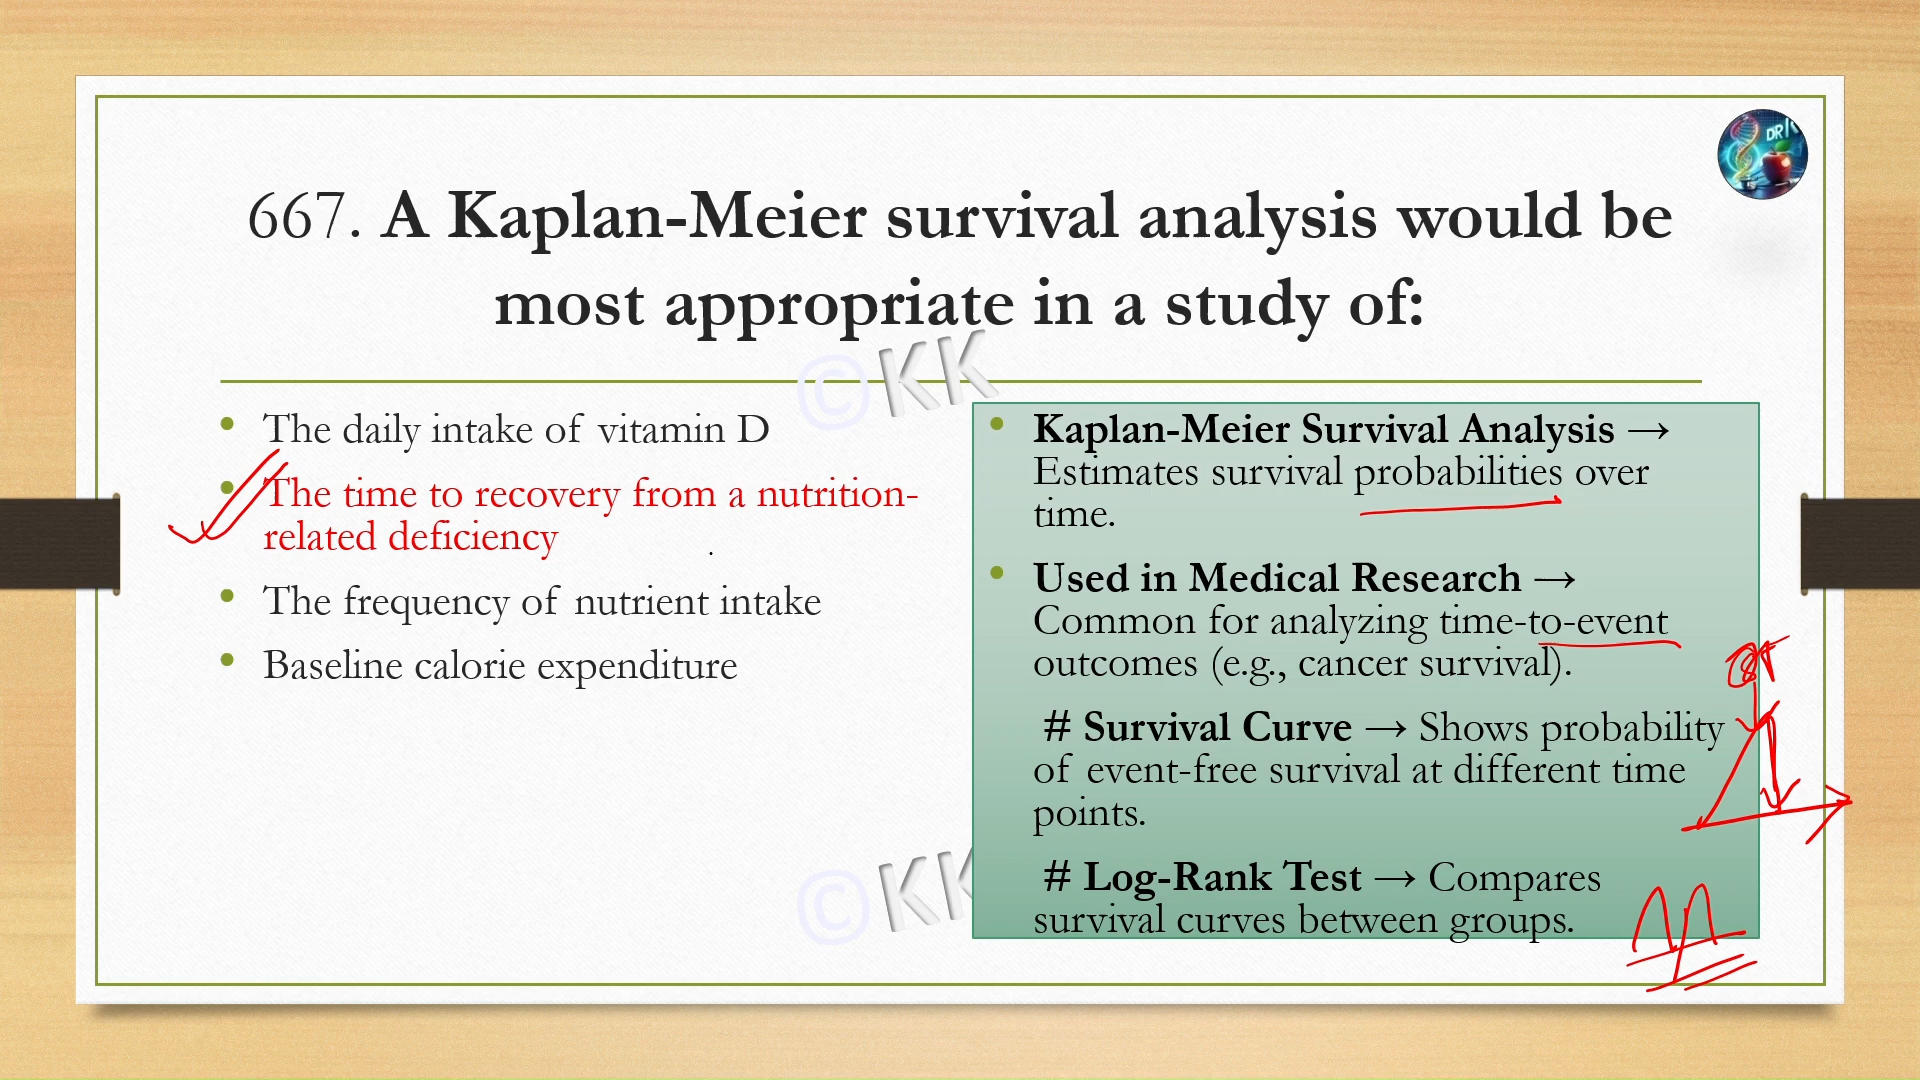 667. A Kaplan-Meier survival analysis would be
most appropriate in a study of:
©KK
• The daily intake of vitamin D
• The time to recovery from a nutrition-
related deficiency
• The frequency of nutrient intake
• Baseline calorie expenditure
©KK
• Kaplan-Meier Survival Analysis →
Estimates survival probabilities over
time.
• Used in Medical Research →
Common for analyzing time-to-event
outcomes (e.g., cancer survival).
# Survival Curve → Shows probability
of event-free survival at different time
points.
# Log-Rank Test → Compares
survival curves between groups.